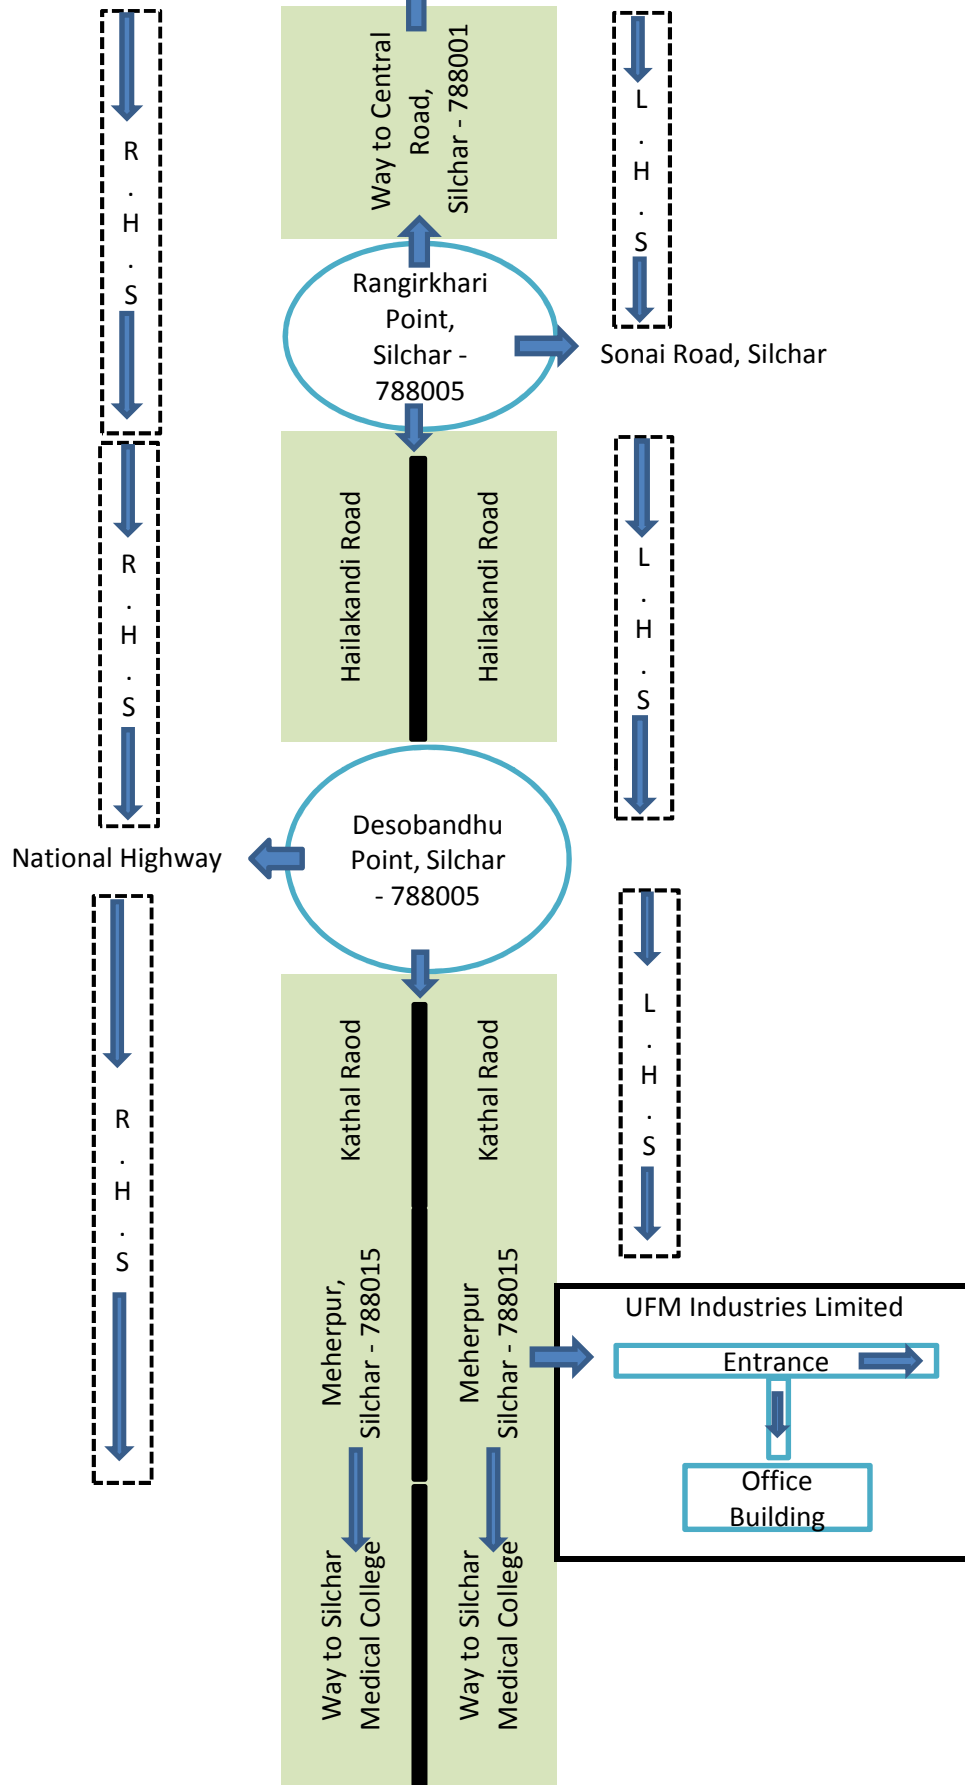 Way to Central
Road,
Silchar - 788001
R
.
H
.
S
L
.
H
.
S
Rangirkhari
Point,
Silchar -
788005
Sonai Road, Silchar
Hailakandi Road
Hailakandi Road
R
.
H
.
S
L
.
H
.
S
Desobandhu
Point, Silchar
- 788005
National Highway
Kathal Raod
Kathal Raod
R
.
H
.
S
L
.
H
.
S
Meherpur,
Silchar - 788015
Meherpur
Silchar - 788015
UFM Industries Limited
Entrance
Office
Building
Way to Silchar
Medical College
Way to Silchar
Medical College